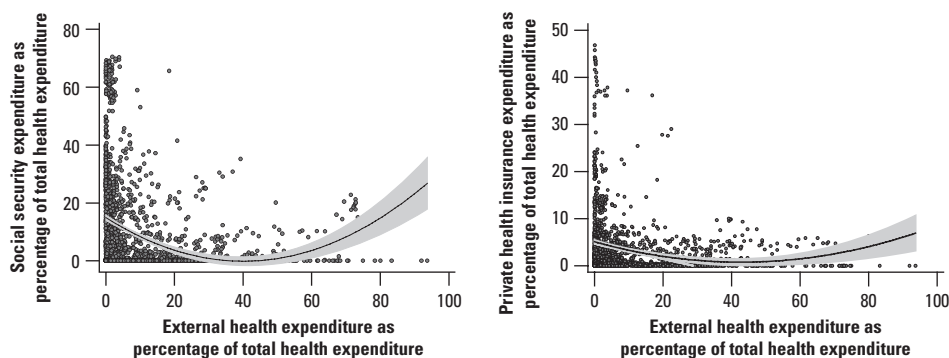 Social security expenditure as
percentage of total health expenditure
80
60
40
20
0
0 20 40 60 80 100
External health expenditure as
percentage of total health expenditure
Private health insurance expenditure as
percentage of total health expenditure
50
40
30
20
10
0
0 20 40 60 80 100
External health expenditure as
percentage of total health expenditure